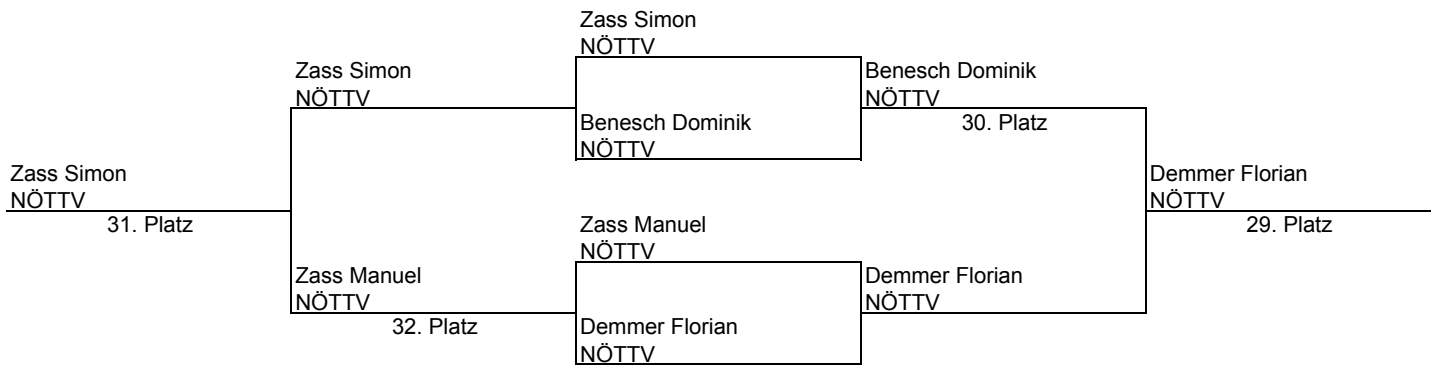 Zass Simon
NÖTTV
Zass Simon
NÖTTV
Benesch Dominik
NÖTTV
30. Platz
Benesch Dominik
NÖTTV
Zass Simon
NÖTTV
31. Platz
Demmer Florian
NÖTTV
29. Platz
Zass Manuel
NÖTTV
Zass Manuel
NÖTTV
32. Platz
Demmer Florian
NÖTTV
Demmer Florian
NÖTTV